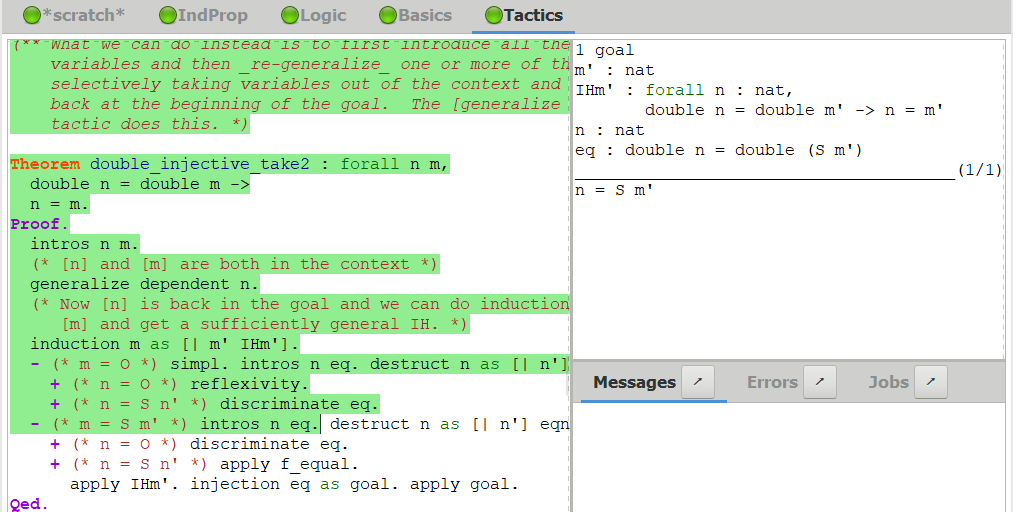 *scratch* IndProp Logic Basics Tactics
(** What we can do instead is to first introduce all the
variables and then _re-generalize_ one or more of th
selectively taking variables out of the context and
back at the beginning of the goal. The [generalize
tactic does this. *)
Theorem double_injective_take2 : forall n m,
double n = double m ->
n = m.
Proof.
intros n m.
(* [n] and [m] are both in the context *)
generalize dependent n.
(* Now [n] is back in the goal and we can do induction
[m] and get a sufficiently general IH. *)
induction m as [| m' IHm'].
- (* m = O *) simpl. intros n eq. destruct n as [| n']
+ (* n = O *) reflexivity.
+ (* n = S n' *) discriminate eq.
- (* m = S m' *) intros n eq. destruct n as [| n'] eqn
+ (* n = O *) discriminate eq.
+ (* n = S n' *) apply f_equal.
apply IHm'. injection eq as goal. apply goal.
Qed.
1 goal
m' : nat
IHm' : forall n : nat,
double n = double m' -> n = m'
n : nat
eq : double n = double (S m')
(1/1)
n = S m'
Messages Errors Jobs